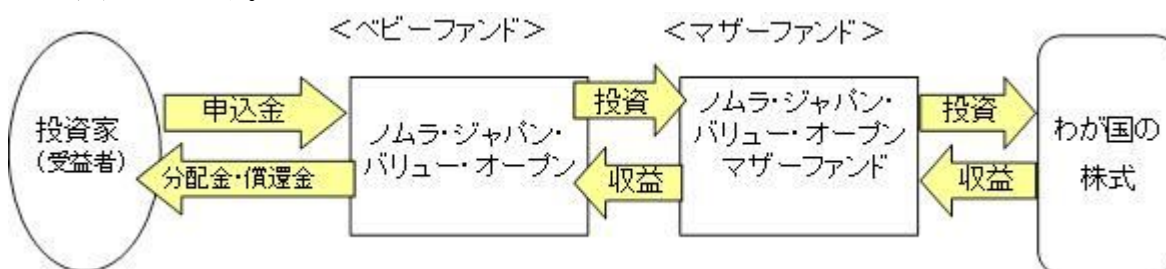 ＜ベビーファンド＞
＜マザーファンド＞
投資家
（受益者）
申込金
分配金・償還金
ノムラ・ジャパン・
バリュー・オープン
投資
収益
ノムラ・ジャパン・
バリュー・オープン
マザーファンド
投資
収益
わが国の
株式